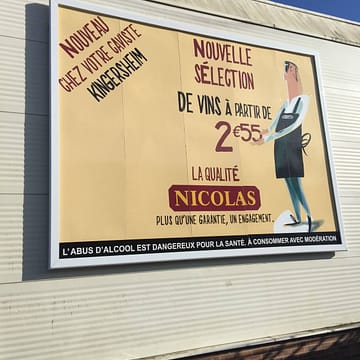 NOUVEAU
CHEZ VOTRE CAVISTE
KINGERSHEIM
NOUVELLE
SÉLECTION
DE VINS À PARTIR DE
2€55
LA QUALITÉ
NICOLAS
PLUS QU'UNE GARANTIE, UN ENGAGEMENT.
L'ABUS D'ALCOOL EST DANGEREUX POUR LA SANTÉ. À CONSOMMER AVEC MODÉRATION